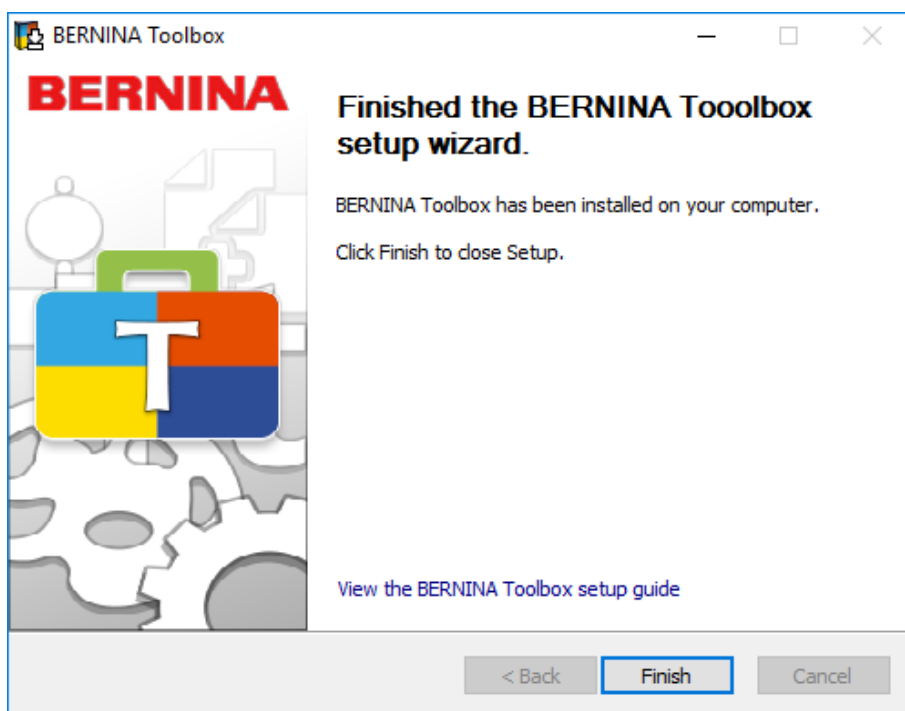 BERNINA Toolbox
BERNINA
Finished the BERNINA Tooolbox
setup wizard.
BERNINA Toolbox has been installed on your computer.
Click Finish to close Setup.
T
View the BERNINA Toolbox setup guide
< Back
Finish
Cancel